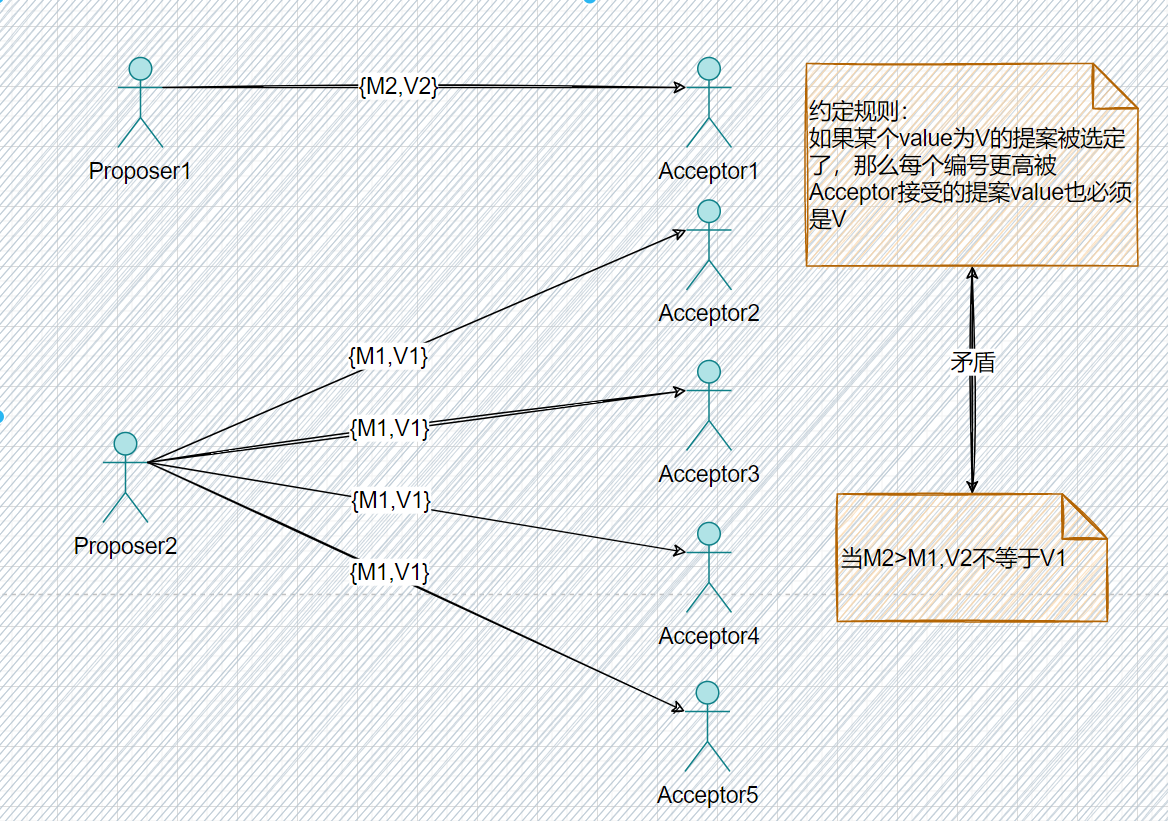 {M2,V2}
Proposer1
Acceptor1
约定规则：
如果某个value为V的提案被选定
了，那么每个编号更高被
Acceptor接受的提案value也必须
是V
Acceptor2
{M1,V1}
矛盾
{M1,V1}
Acceptor3
{M1,V1}
Proposer2
当M2>M1,V2不等于V1
{M1,V1}
Acceptor4
Acceptor5